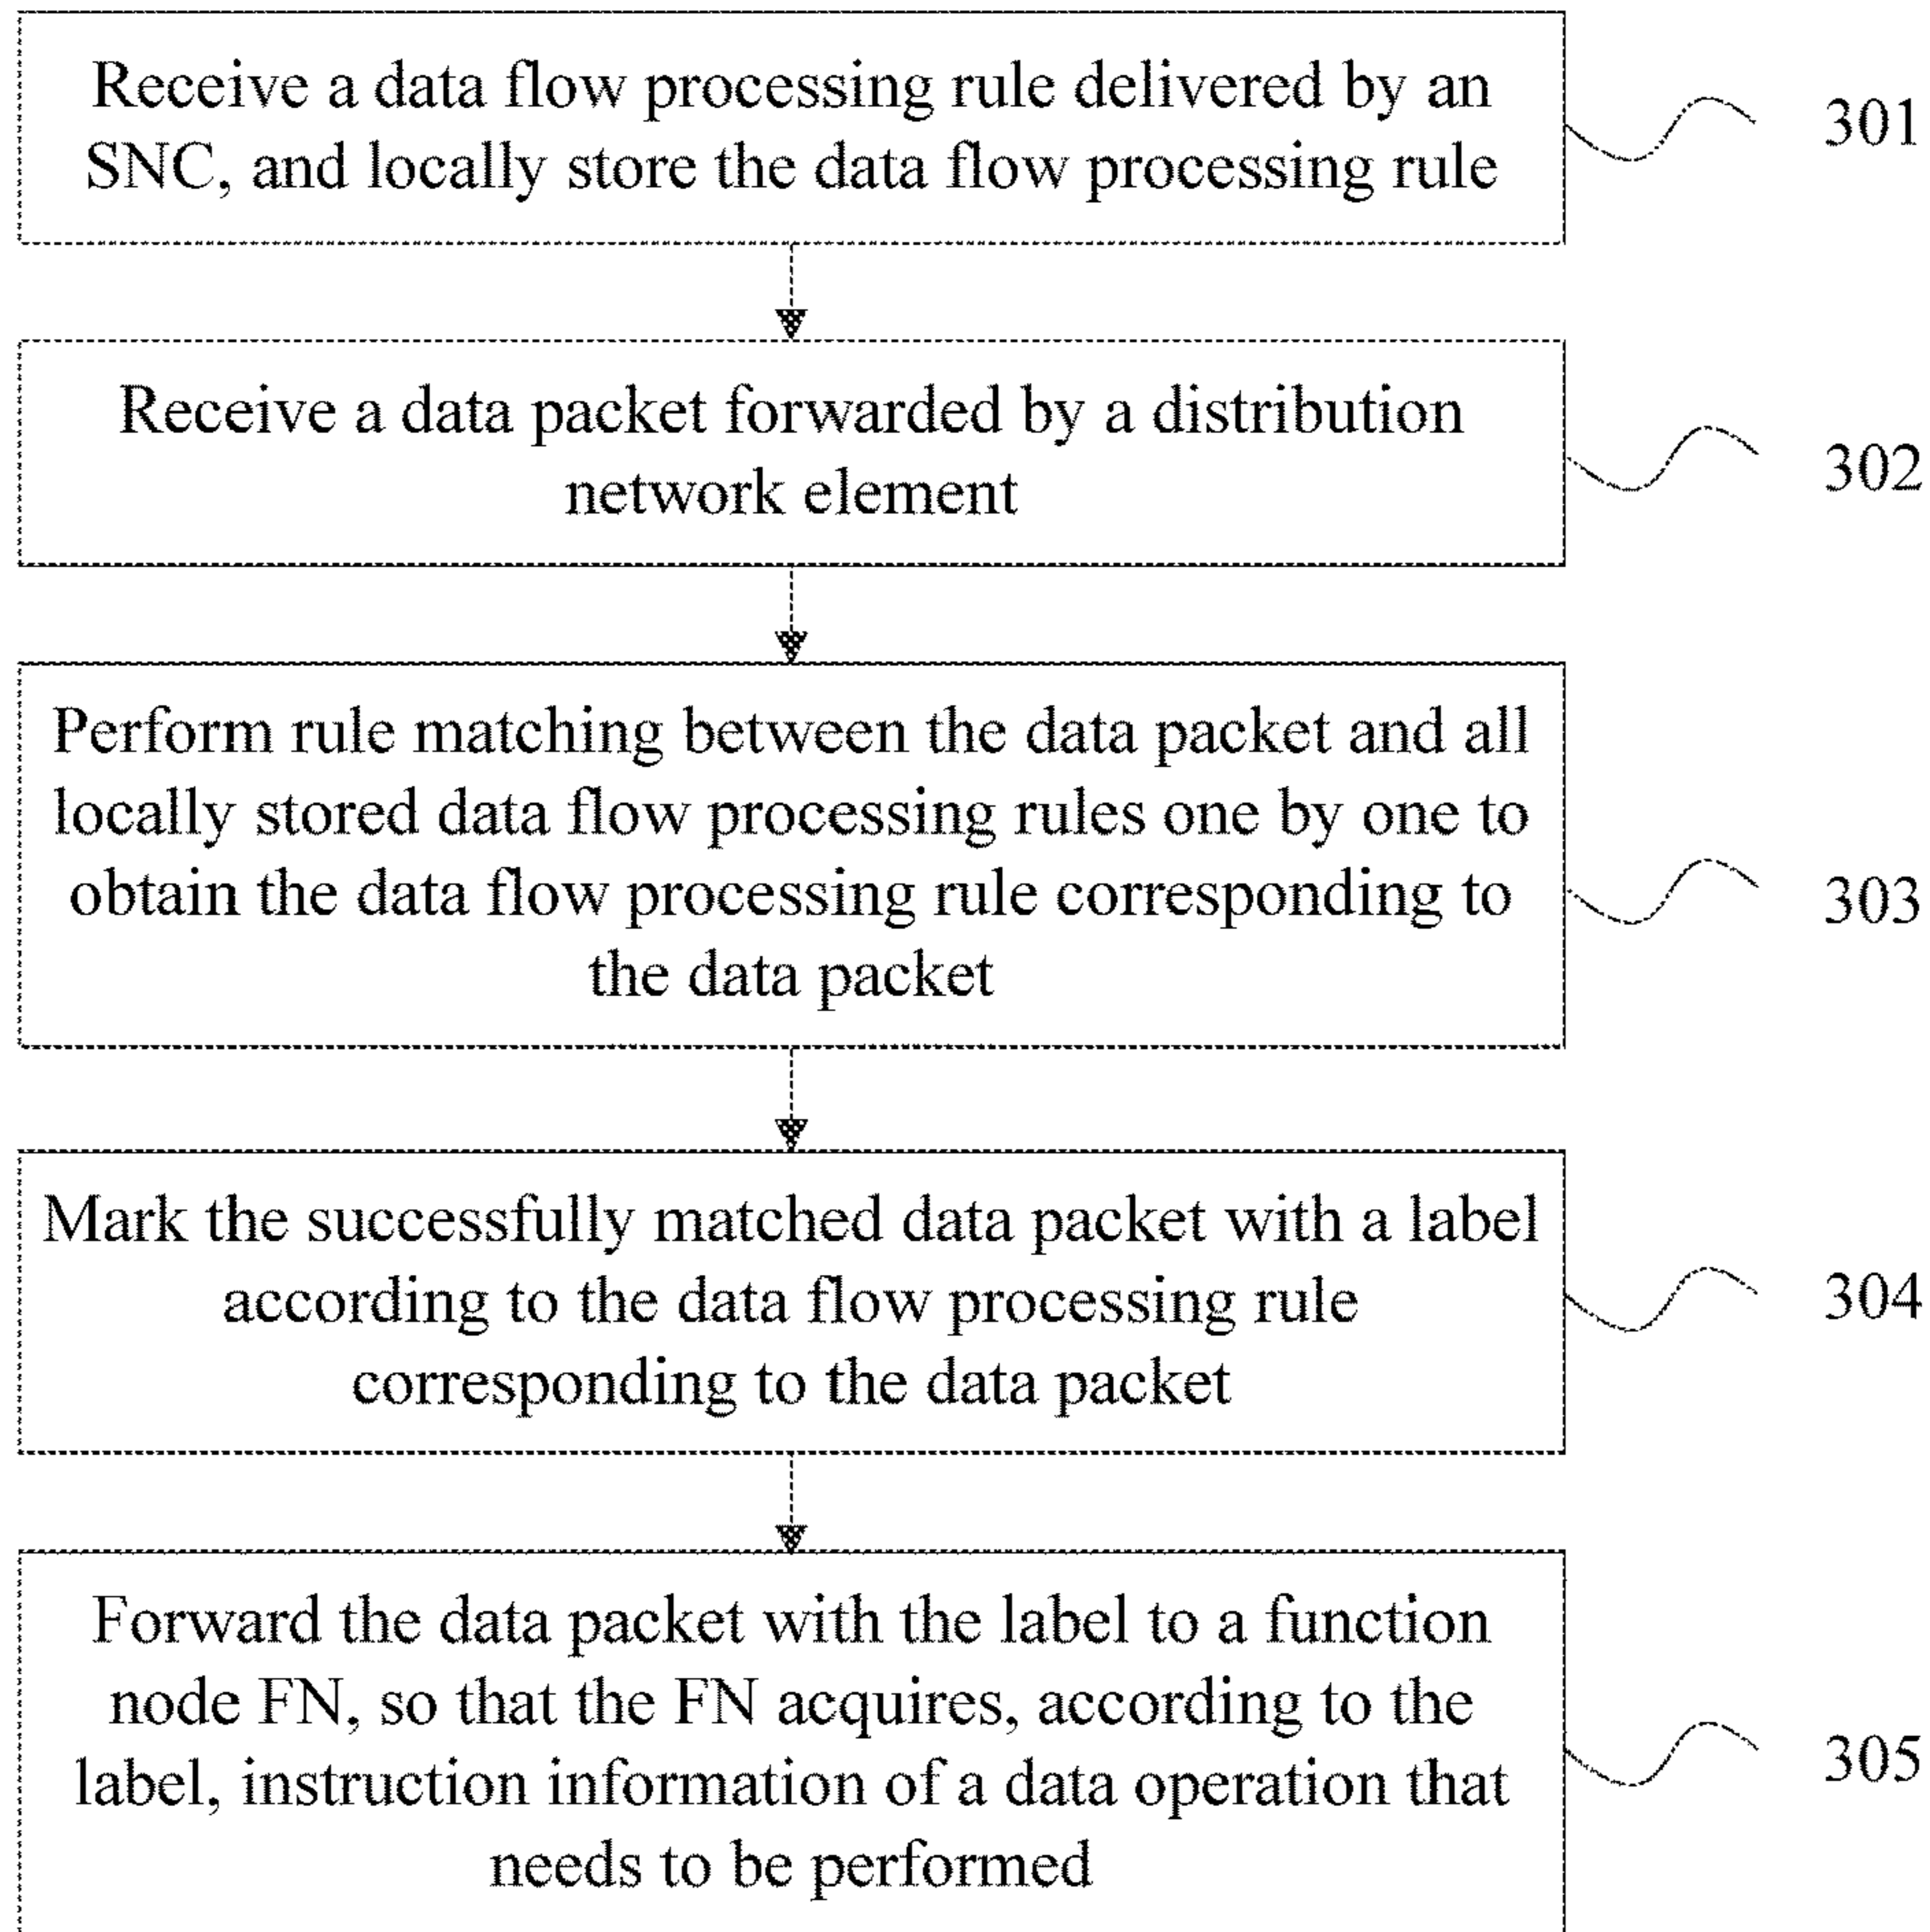 Receive a data flow processing rule delivered by an
SNC, and locally store the data flow processing rule
301
Receive a data packet forwarded by a distribution
network element
302
Perform rule matching between the data packet and all
locally stored data flow processing rules one by one to
obtain the data flow processing rule corresponding to
the data packet
303
Mark the successfully matched data packet with a label
according to the data flow processing rule
corresponding to the data packet
304
Forward the data packet with the label to a function
node FN, so that the FN acquires, according to the
label, instruction information of a data operation that
needs to be performed
305